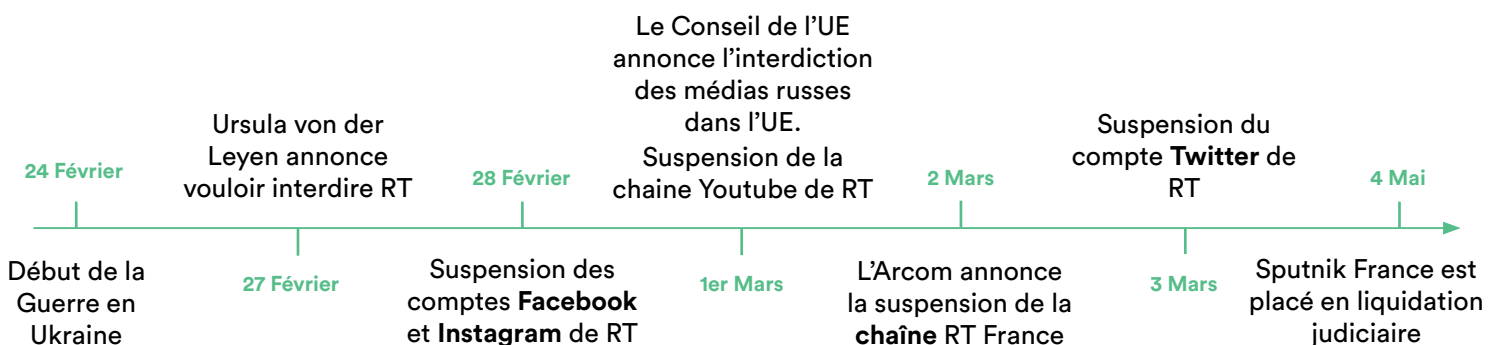 24 Février
Début de la
Guerre en
Ukraine
Ursula von der
Leyen annonce
vouloir interdire RT
27 Février
28 Février
Suspension des
comptes Facebook
et Instagram de RT
Le Conseil de l’UE
annonce l’interdiction
des médias russes
dans l’UE.
Suspension de la
chaine Youtube de RT
1er Mars
2 Mars
L’Arcom annonce
la suspension de la
chaîne RT France
Suspension du
compte Twitter de
RT
3 Mars
4 Mai
Sputnik France est
placé en liquidation
judiciaire